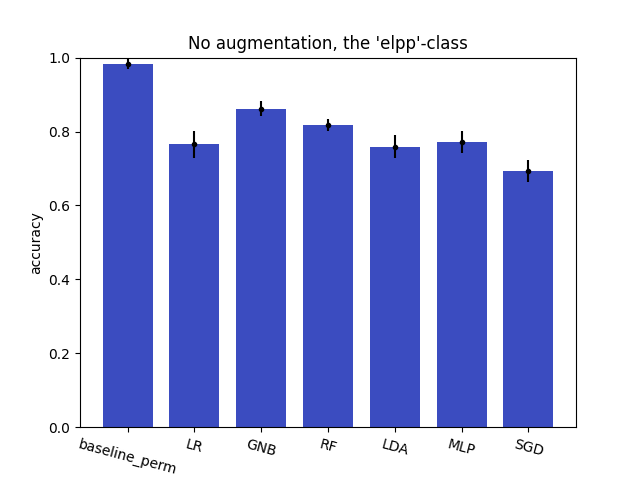 No augmentation, the 'elpp'-class
accuracy
1.0
0.8
0.6
0.4
0.2
0.0
baseline_perm
LR
GNB
RF
LDA
MLP
SGD